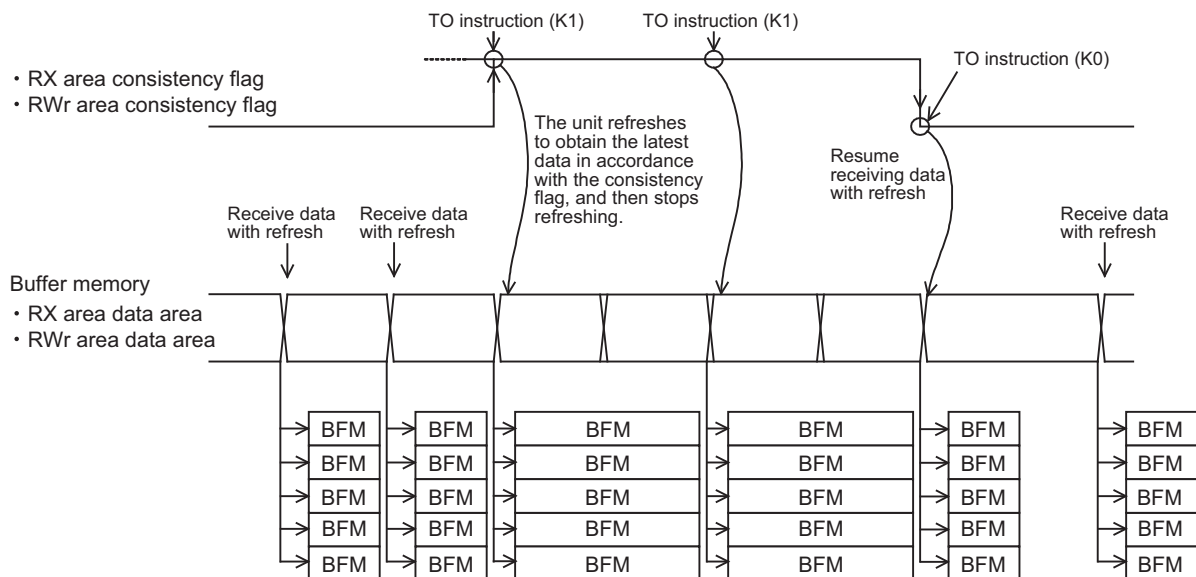 TO instruction (K1)
TO instruction (K1)
TO instruction (K0)
・RX area consistency flag
・RWr area consistency flag
The unit refreshes
to obtain the latest
data in accordance
with the consistency
flag, and then stops
refreshing.
Resume
receiving data
with refresh
Receive data
with refresh
Receive data
with refresh
Receive data
with refresh
Buffer memory
・RX area data area
・RWr area data area
BFM BFM BFM BFM BFM BFM
BFM BFM BFM BFM BFM BFM
BFM BFM BFM BFM BFM BFM
BFM BFM BFM BFM BFM BFM
BFM BFM BFM BFM BFM BFM